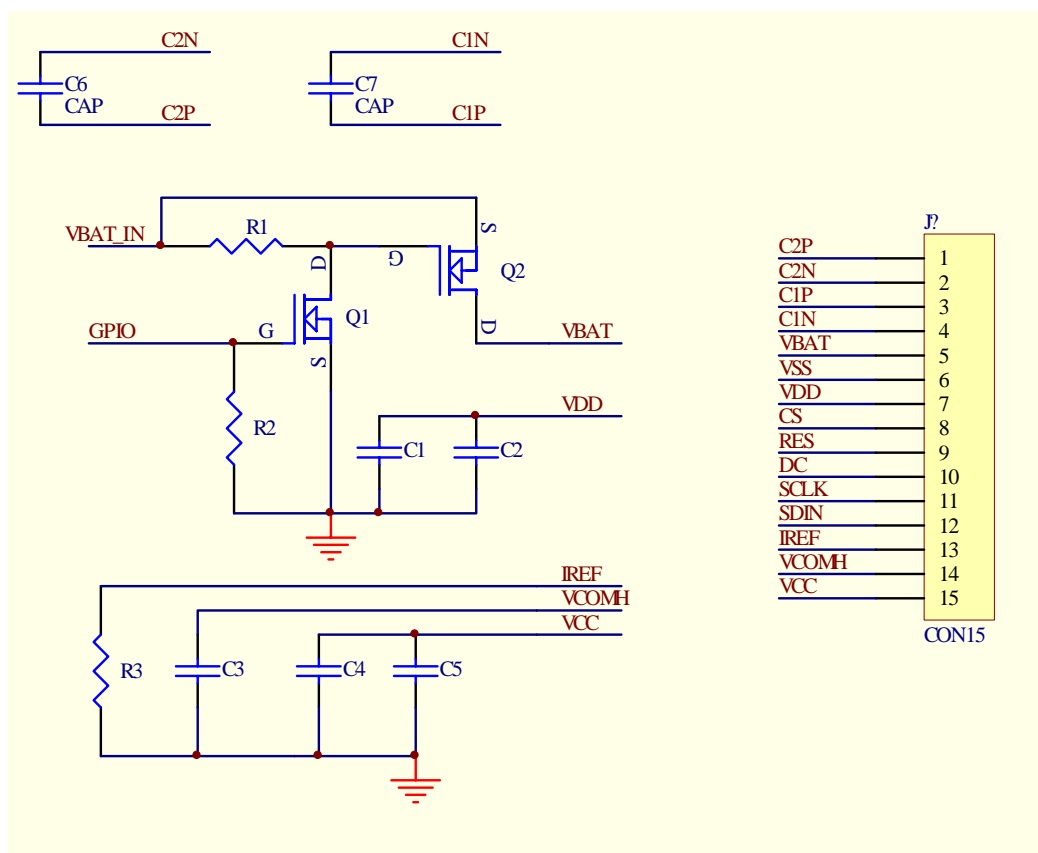 C2N
C6
CAP
C2P
C1N
C7
CAP
C1P
VBAT_IN
R1
D
G
S
Q2
D
VBAT
GPIO
G
Q1
S
R2
VDD
C1
C2
IREF
VCOMH
VCC
R3
C3
C4
C5
J?
C2P 1
C2N 2
C1P 3
C1N 4
VBAT 5
VSS 6
VDD 7
CS 8
RES 9
DC 10
SCLK 11
SDIN 12
IREF 13
VCOMH 14
VCC 15
CON15